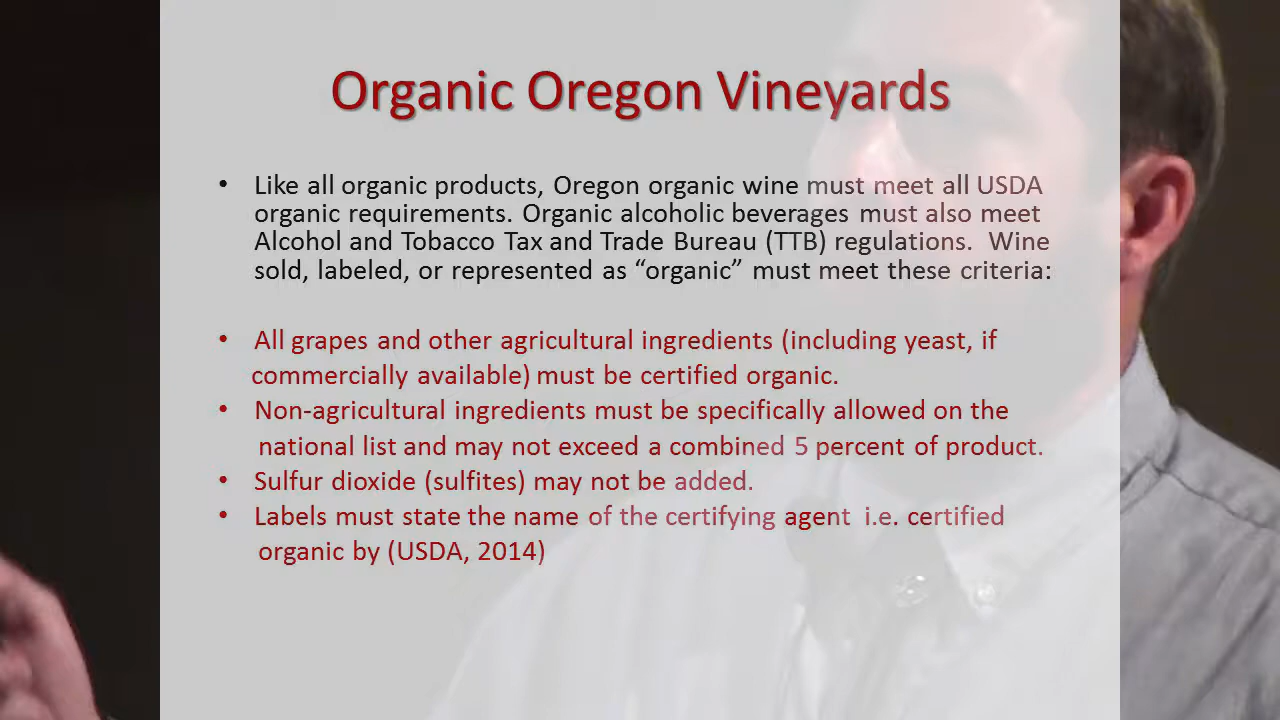 Organic Oregon Vineyards
• Like all organic products, Oregon organic wine must meet all USDA
organic requirements. Organic alcoholic beverages must also meet
Alcohol and Tobacco Tax and Trade Bureau (TTB) regulations.  Wine
sold, labeled, or represented as “organic” must meet these criteria:
• All grapes and other agricultural ingredients (including yeast, if
commercially available) must be certified organic.
• Non-agricultural ingredients must be specifically allowed on the
national list and may not exceed a combined 5 percent of product.
• Sulfur dioxide (sulfites) may not be added.
• Labels must state the name of the certifying agent  i.e. certified
organic by (USDA, 2014)